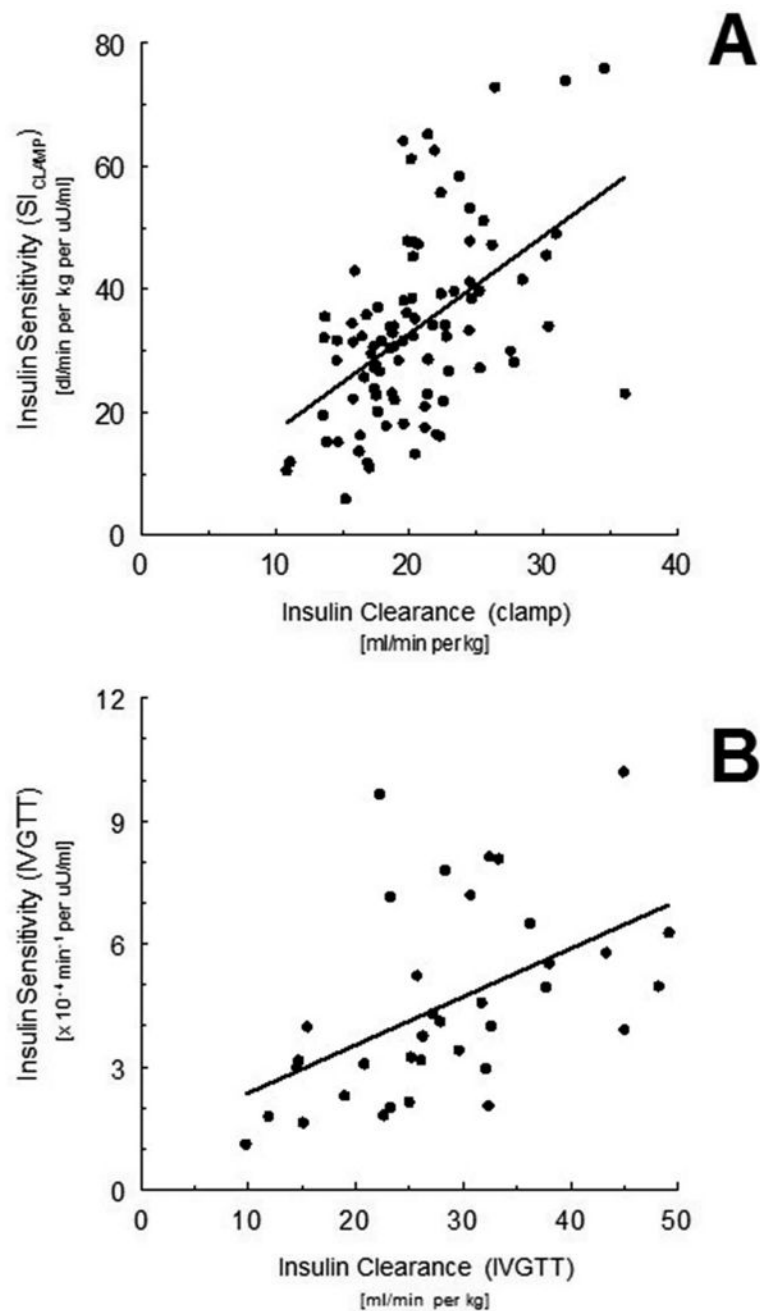 A
80
60
40
20
0
Insulin Sensitivity (SI CLAMP)
[dl/min per kg per uU/ml]
0 10 20 30 40
Insulin Clearance (clamp)
[ml/min per kg]
B
12
9
6
3
0
Insulin Sensitivity (IVGTT)
[x 10⁻⁴ min⁻¹ per uU/ml]
0 10 20 30 40 50
Insulin Clearance (IVGTT)
[ml/min per kg]